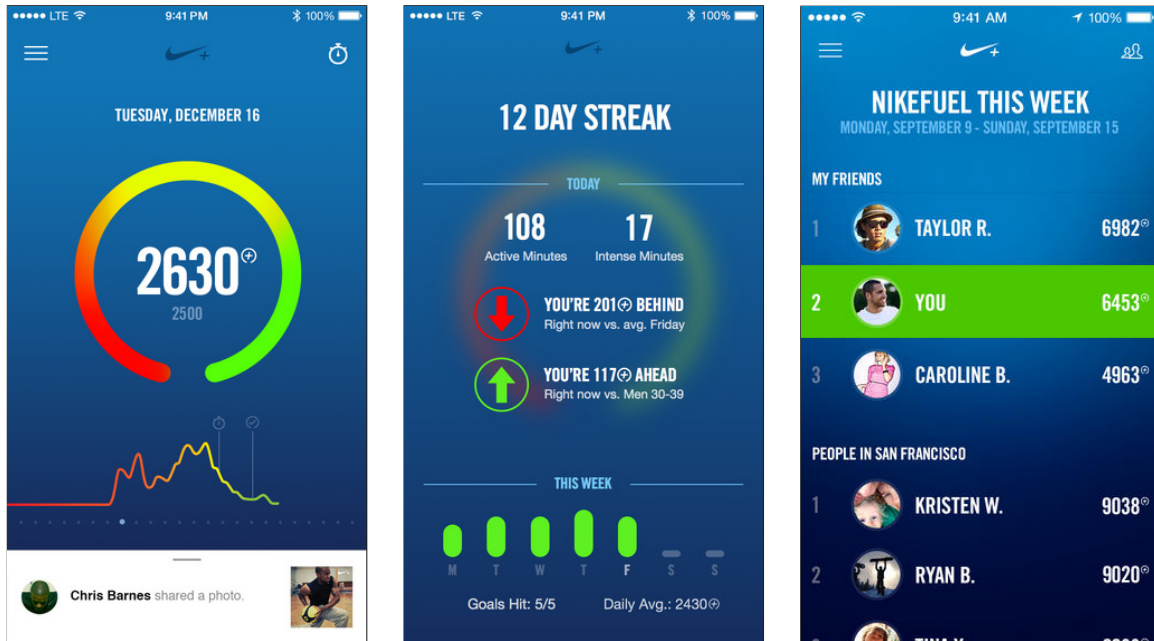 LTE 9:41 PM 100%
TUESDAY, DECEMBER 16
2630
2500
Chris Barnes shared a photo.
LTE 9:41 PM 100%
12 DAY STREAK
TODAY
108 17
Active Minutes Intense Minutes
YOU'RE 201 BEHIND
Right now vs. avg. Friday
YOU'RE 117 AHEAD
Right now vs. Men 30-39
THIS WEEK
M T W T F S S
Goals Hit: 5/5 Daily Avg.: 2430
9:41 AM 100%
NIKEFUEL THIS WEEK
MONDAY, SEPTEMBER 9 - SUNDAY, SEPTEMBER 15
MY FRIENDS
1 TAYLOR R. 6982
2 YOU 6453
3 CAROLINE B. 4963
PEOPLE IN SAN FRANCISCO
1 KRISTEN W. 9038
2 RYAN B. 9020